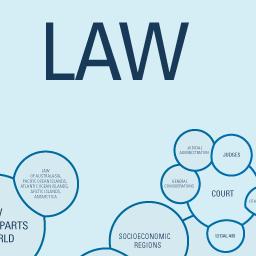 LAW
JUDICIAL
ADMINISTRATION
JUDGES
LAW
OF AUSTRALASIA,
PACIFIC OCEAN ISLANDS,
ATLANTIC OCEAN ISLANDS,
ARCTIC ISLANDS,
ANTARCTICA
GENERAL
CONSIDERATIONS
COURT
PARTS
RLD
SOCIOECONOMIC
REGIONS
LEGAL AID